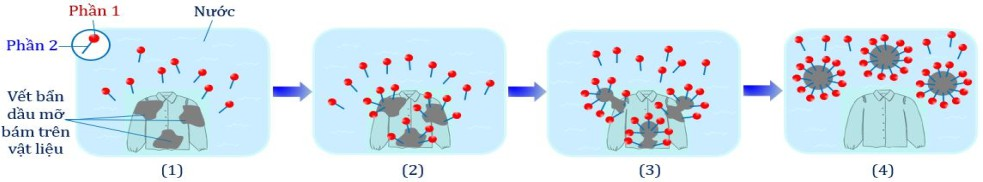 Phần 1
Nước
Phần 2
Vết bẩn
dầu mỡ
bám trên
vật liệu
(1)
(2)
(3)
(4)